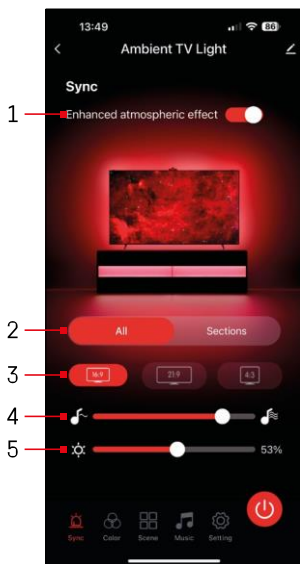 13:49 86
Ambient TV Light
Sync
1 Enhanced atmospheric effect
2 All Sections
3 16:9 21:9 4:3
4
5 53%
Sync Color Scene Music Setting